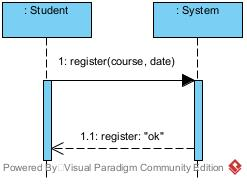 : Student
: System
1: register(course, date)
1.1: register: "ok"
Powered By Visual Paradigm Community Edition